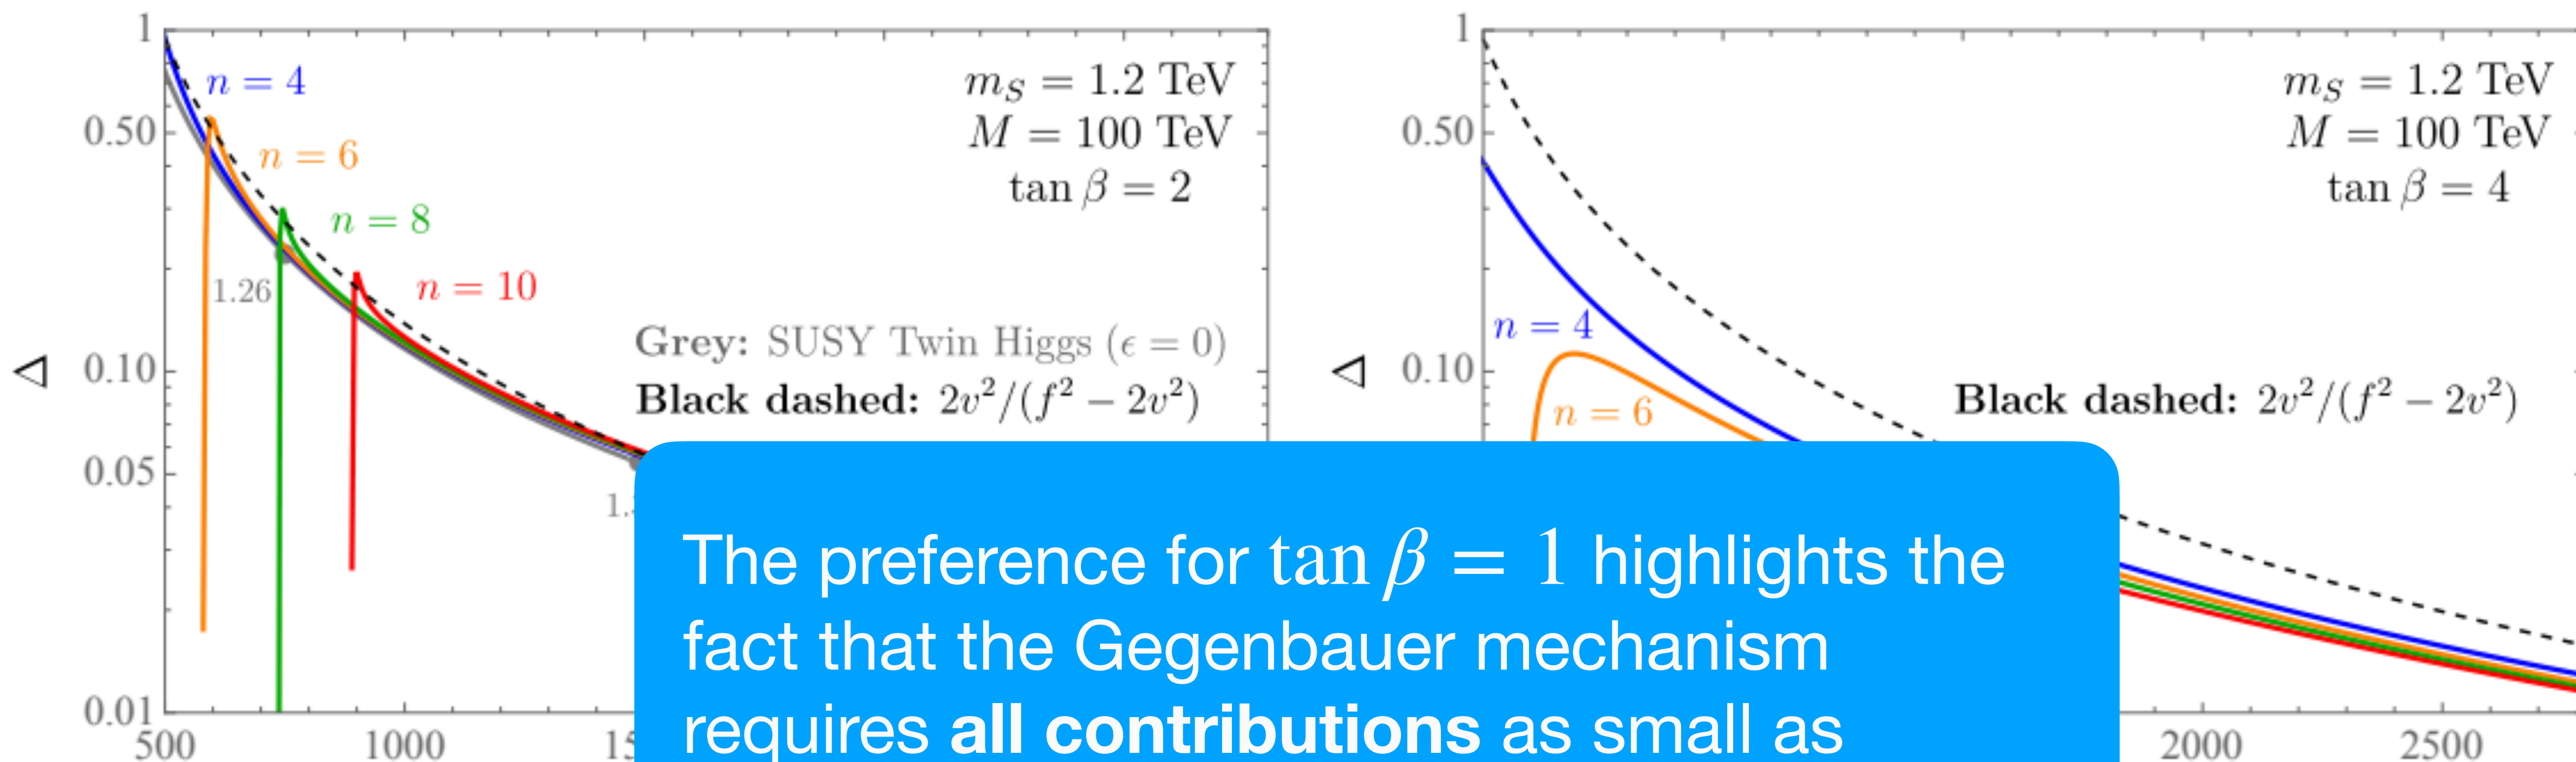 1
n = 4
0.50
n = 6
n = 8
1.26
n = 10
m_S = 1.2 TeV
M = 100 TeV
tan β = 2
Grey: SUSY Twin Higgs (ϵ = 0)
Black dashed: 2v²/(f² − 2v²)
Δ
0.10
0.05
0.01
500
1000
1
0.50
m_S = 1.2 TeV
M = 100 TeV
tan β = 4
n = 4
Δ
0.10
n = 6
Black dashed: 2v²/(f² − 2v²)
2000
2500
The preference for tan β = 1 highlights the
fact that the Gegenbauer mechanism
requires all contributions as small as